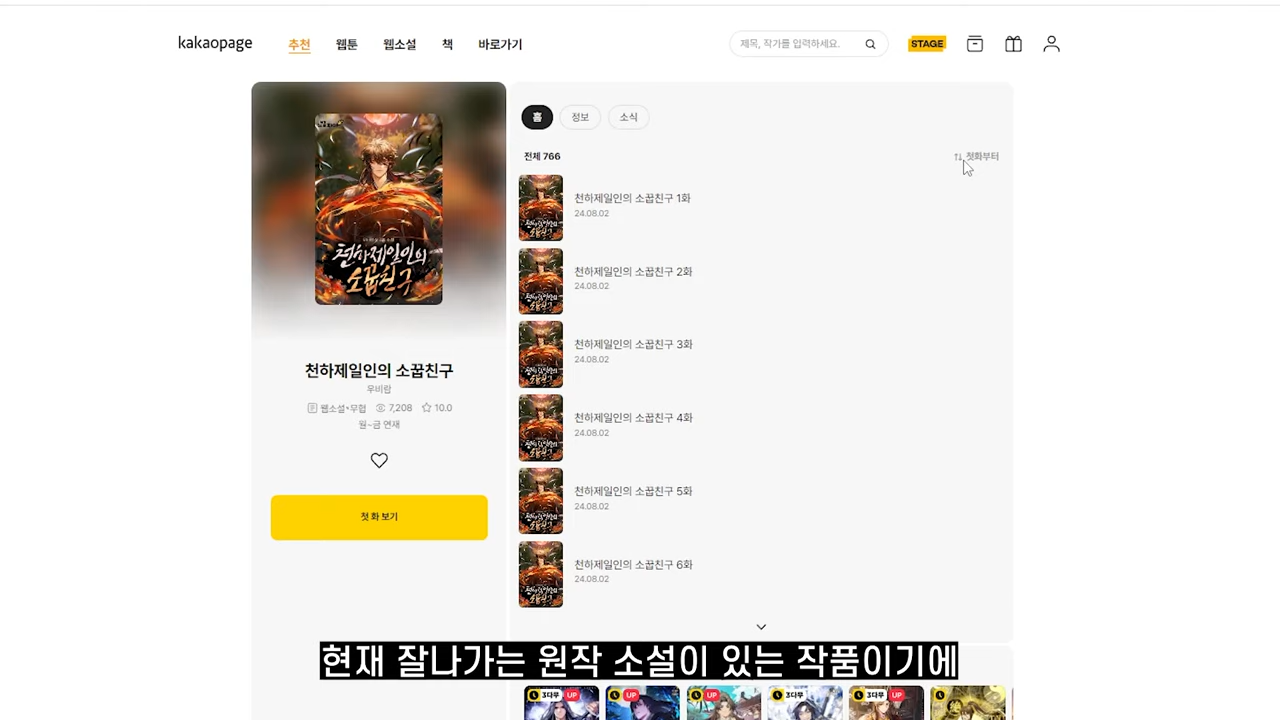 kakaopage
추천 웹툰 웹소설 책 바로가기
제목, 작가를 입력하세요.
STAGE
천하제일인의
소꿉친구
천하제일인의 소꿉친구
우비람
웹소설•무협 7,208 10.0
월~금 연재
첫 화 보기
홈 정보 소식
전체 766
첫화부터
천하제일인의 소꿉친구 1화
24.08.02
천하제일인의 소꿉친구 2화
24.08.02
천하제일인의 소꿉친구 3화
24.08.02
천하제일인의 소꿉친구 4화
24.08.02
천하제일인의 소꿉친구 5화
24.08.02
천하제일인의 소꿉친구 6화
24.08.02
현재 잘나가는 원작 소설이 있는 작품이기에
3다무 UP UP 3다무 3다무 UP